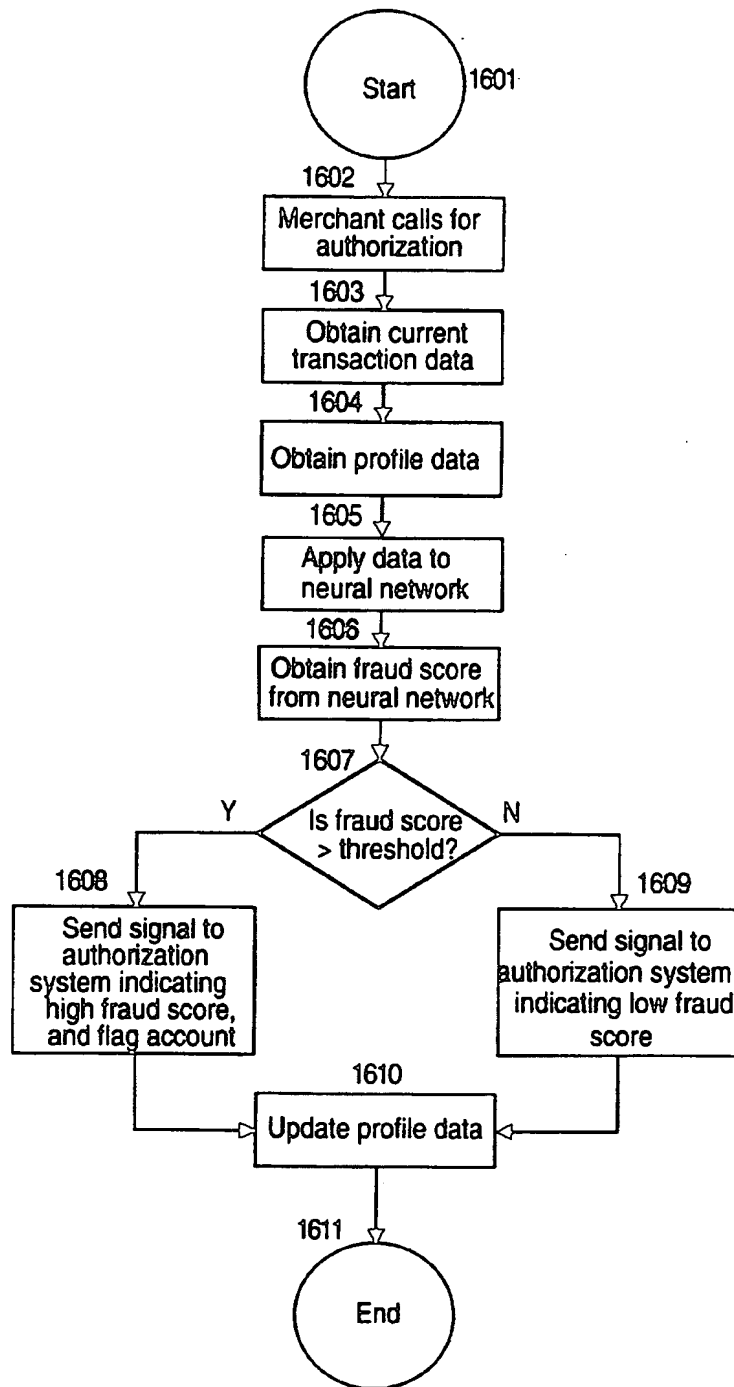 Start
1601
1602
Merchant calls for
authorization
1603
Obtain current
transaction data
1604
Obtain profile data
1605
Apply data to
neural network
1606
Obtain fraud score
from neural network
1607
Y
Is fraud score
> threshold?
N
1608
Send signal to
authorization
system indicating
high fraud score,
and flag account
1609
Send signal to
authorization system
indicating low fraud
score
1610
Update profile data
1611
End